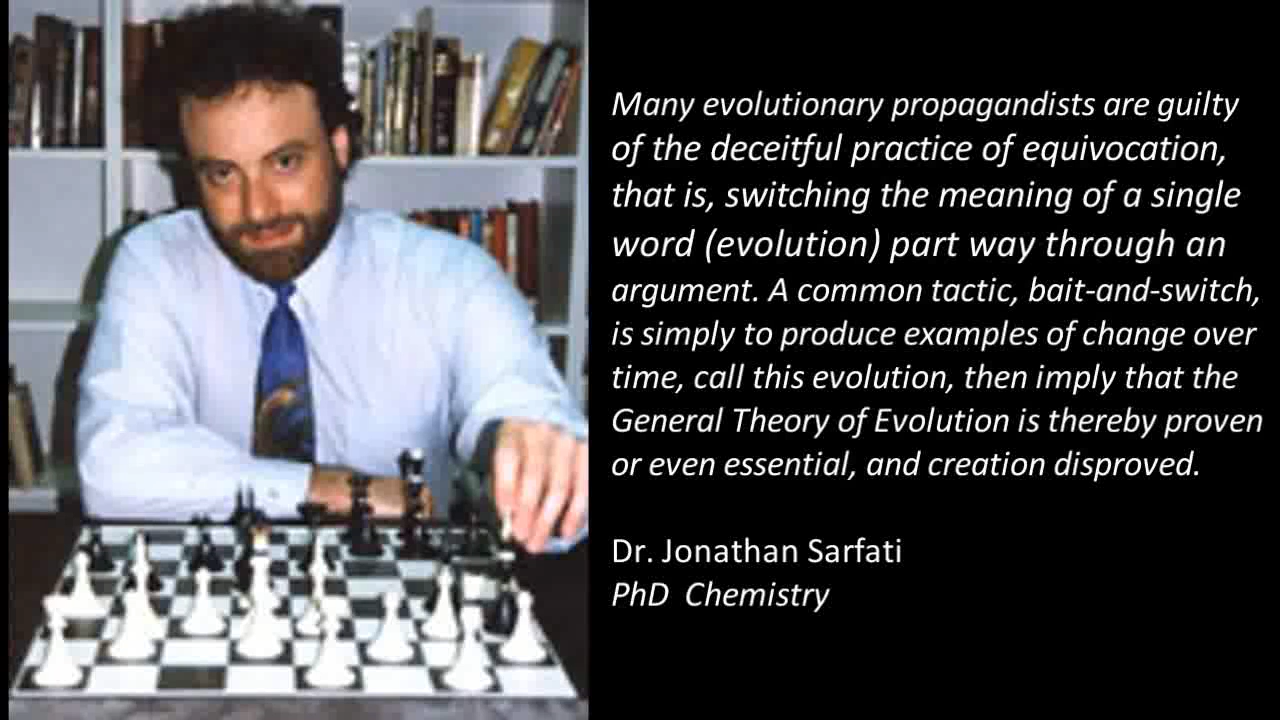 Many evolutionary propagandists are guilty
of the deceitful practice of equivocation,
that is, switching the meaning of a single
word (evolution) part way through an
argument. A common tactic, bait-and-switch,
is simply to produce examples of change over
time, call this evolution, then imply that the
General Theory of Evolution is thereby proven
or even essential, and creation disproved.
Dr. Jonathan Sarfati
PhD Chemistry